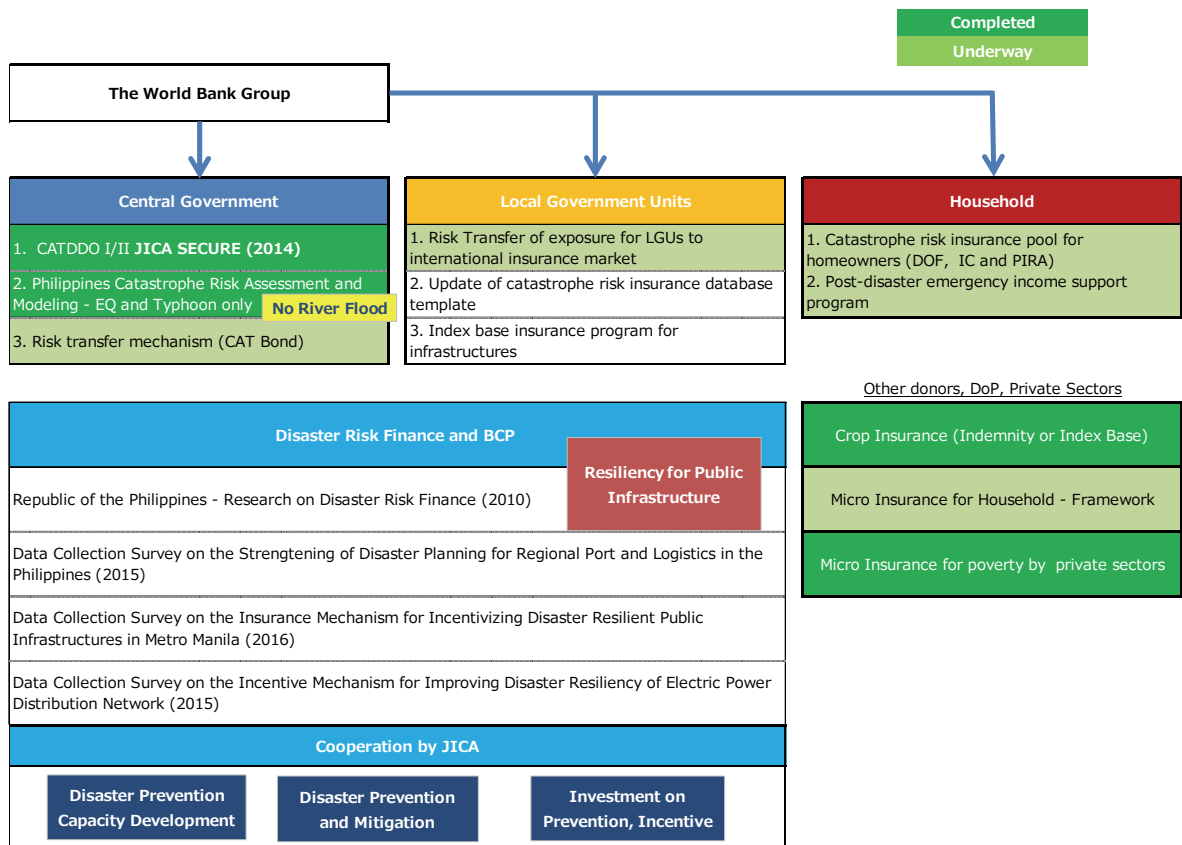 Completed
Underway
The World Bank Group
Central Government
1. CATDDO I/II JICA SECURE (2014)
2. Philippines Catastrophe Risk Assessment and
Modeling - EQ and Typhoon only
No River Flood
3. Risk transfer mechanism (CAT Bond)
Local Government Units
1. Risk Transfer of exposure for LGUs to
international insurance market
2. Update of catastrophe risk insurance database
template
3. Index base insurance program for
infrastructures
Household
1. Catastrophe risk insurance pool for
homeowners (DOF, IC and PIRA)
2. Post-disaster emergency income support
program
Other donors, DoP, Private Sectors
Crop Insurance (Indemnity or Index Base)
Micro Insurance for Household - Framework
Micro Insurance for poverty by private sectors
Disaster Risk Finance and BCP
Resiliency for Public
Infrastructure
Republic of the Philippines - Research on Disaster Risk Finance (2010)
Data Collection Survey on the Strengtening of Disaster Planning for Regional Port and Logistics in the
Philippines (2015)
Data Collection Survey on the Insurance Mechanism for Incentivizing Disaster Resilient Public
Infrastructures in Metro Manila (2016)
Data Collection Survey on the Incentive Mechanism for Improving Disaster Resiliency of Electric Power
Distribution Network (2015)
Cooperation by JICA
Disaster Prevention
Capacity Development
Disaster Prevention
and Mitigation
Investment on
Prevention, Incentive